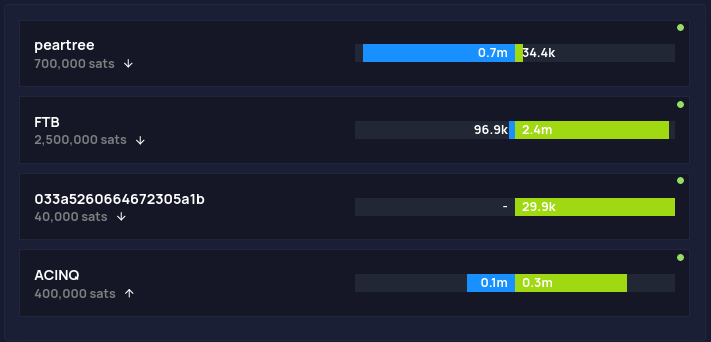 peartree
700,000 sats ↓
0.7m 34.4k
FTB
2,500,000 sats ↓
96.9k 2.4m
033a5260664672305a1b
40,000 sats ↓
- 29.9k
ACINQ
400,000 sats ↑
0.1m 0.3m